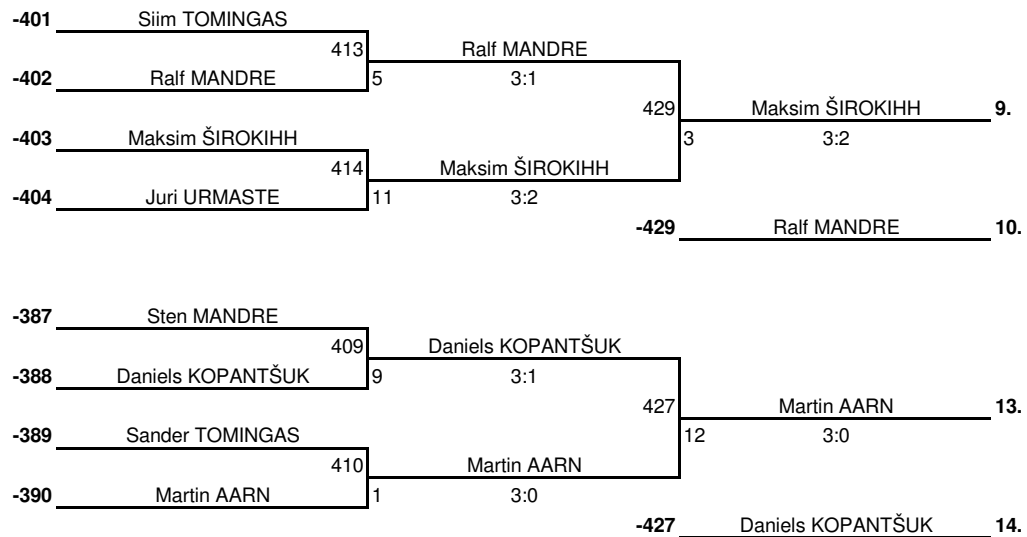 -401 Siim TOMINGAS
413 Ralf MANDRE
-402 Ralf MANDRE 5 3:1
429 Maksim ŠIROKIHH 9.
-403 Maksim ŠIROKIHH 3 3:2
414 Maksim ŠIROKIHH
-404 Juri URMASTE 11 3:2
-429 Ralf MANDRE 10.
-387 Sten MANDRE
409 Daniels KOPANTŠUK
-388 Daniels KOPANTŠUK 9 3:1
427 Martin AARN 13.
-389 Sander TOMINGAS 12 3:0
410 Martin AARN
-390 Martin AARN 1 3:0
-427 Daniels KOPANTŠUK 14.